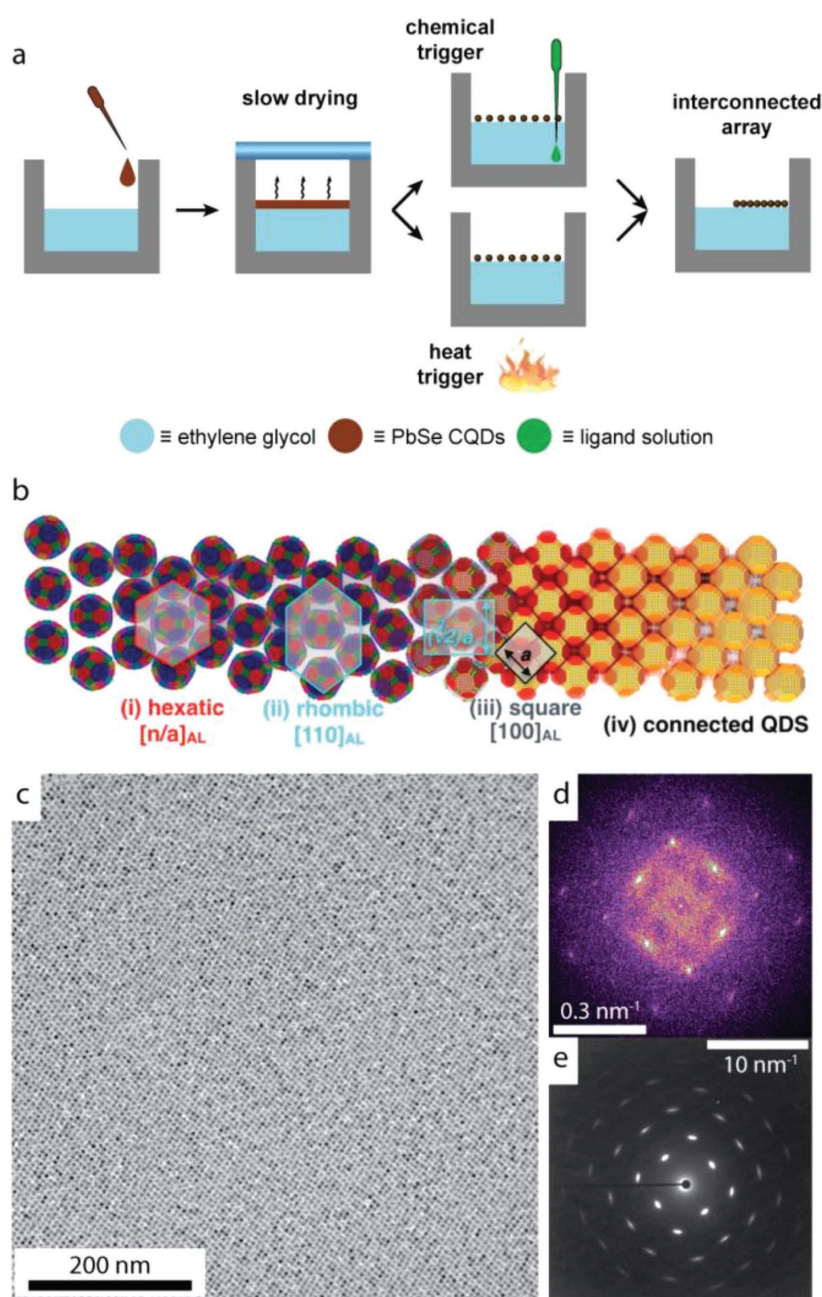 a
chemical
trigger
slow drying
interconnected
array
heat
trigger
≡ ethylene glycol
≡ PbSe CQDs
≡ ligand solution
b
(i) hexatic
[n/a]AL
(ii) rhombic
[110]AL
a
(iii) square
[100]AL
(iv) connected QDS
c
200 nm
d
0.3 nm-1
10 nm-1
e